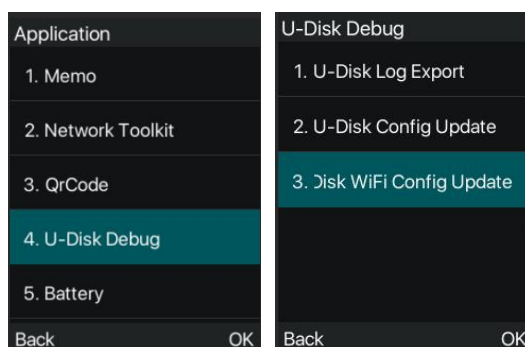 Application
1. Memo
2. Network Toolkit
3. QrCode
4. U-Disk Debug
5. Battery
Back OK
U-Disk Debug
1. U-Disk Log Export
2. U-Disk Config Update
3. Disk WiFi Config Update
Back OK